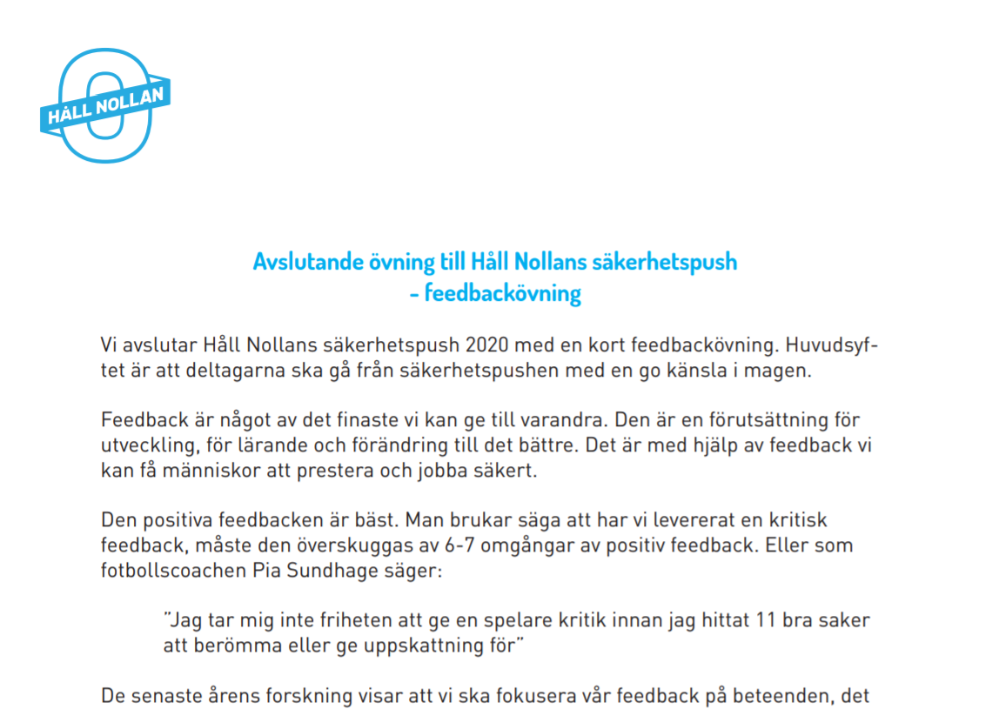 HÅLL NOLLAN
Avslutande övning till Håll Nollans säkerhetspush
- feedbackövning
Vi avslutar Håll Nollans säkerhetspush 2020 med en kort feedbackövning. Huvudsyf-
tet är att deltagarna ska gå från säkerhetspushen med en go känsla i magen.
Feedback är något av det finaste vi kan ge till varandra. Den är en förutsättning för
utveckling, för lärande och förändring till det bättre. Det är med hjälp av feedback vi
kan få människor att prestera och jobba säkert.
Den positiva feedbacken är bäst. Man brukar säga att har vi levererat en kritisk
feedback, måste den överskuggas av 6-7 omgångar av positiv feedback. Eller som
fotbollscoachen Pia Sundhage säger:
”Jag tar mig inte friheten att ge en spelare kritik innan jag hittat 11 bra saker
att berömma eller ge uppskattning för”
De senaste årens forskning visar att vi ska fokusera vår feedback på beteenden, det